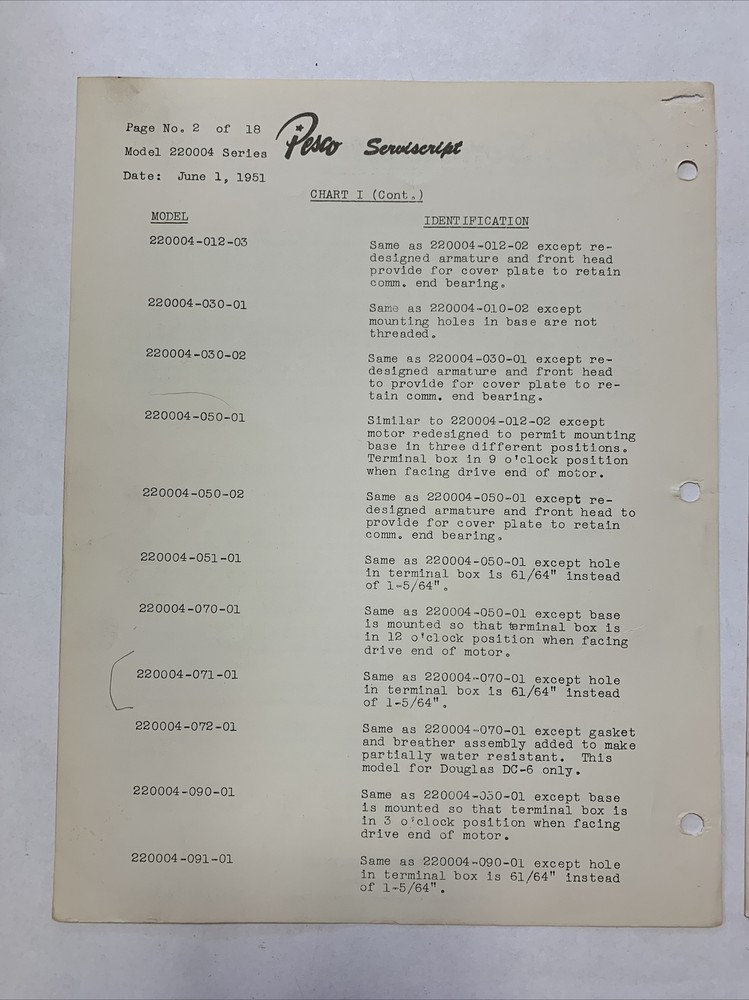 Page No. 2 of 18
Pesco Serviscript
Model 220004 Series
Date: June 1, 1951
CHART I (Cont.)
MODEL IDENTIFICATION
220004-012-03 Same as 220004-012-02 except re-
designed armature and front head
provide for cover plate to retain
comm. end bearing.
220004-030-01 Same as 220004-010-02 except
mounting holes in base are not
threaded.
220004-030-02 Same as 220004-030-01 except re-
designed armature and front head
to provide for cover plate to re-
tain comm. end bearing.
220004-050-01 Similar to 220004-012-02 except
motor redesigned to permit mounting
base in three different positions.
Terminal box in 9 o'clock position
when facing drive end of motor.
220004-050-02 Same as 220004-050-01 except re-
designed armature and front head to
provide for cover plate to retain
comm. end bearing.
220004-051-01 Same as 220004-050-01 except hole
in terminal box is 61/64" instead
of 1-5/64".
220004-070-01 Same as 220004-050-01 except base
is mounted so that terminal box is
in 12 o'clock position when facing
drive end of motor.
220004-071-01 Same as 220004-070-01 except hole
in terminal box is 61/64" instead
of 1-5/64".
220004-072-01 Same as 220004-070-01 except gasket
and breather assembly added to make
partially water resistant. This
model for Douglas DC-6 only.
220004-090-01 Same as 220004-050-01 except base
is mounted so that terminal box is
in 3 o'clock position when facing
drive end of motor.
220004-091-01 Same as 220004-090-01 except hole
in terminal box is 61/64" instead
of 1-5/64".